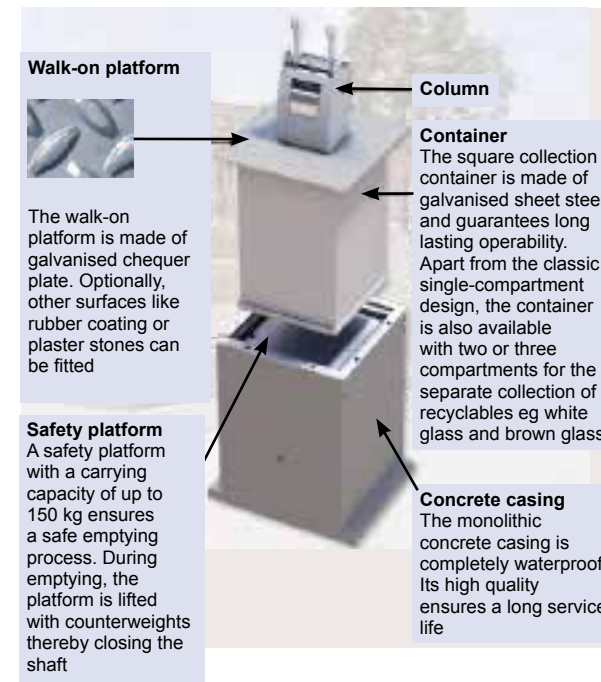 Walk-on platform
The walk-on
platform is made of
galvanised chequer
plate. Optionally,
other surfaces like
rubber coating or
plaster stones can
be fitted
Safety platform
A safety platform
with a carrying
capacity of up to
150 kg ensures
a safe emptying
process. During
emptying, the
platform is lifted
with counterweights
thereby closing the
shaft
Column
Container
The square collection
container is made of
galvanised sheet stee
and guarantees long
lasting operability.
Apart from the classic
single-compartment
design, the container
is also available
with two or three
compartments for the
separate collection of
recyclables eg white
glass and brown glass
Concrete casing
The monolithic
concrete casing is
completely waterproof
Its high quality
ensures a long service
life